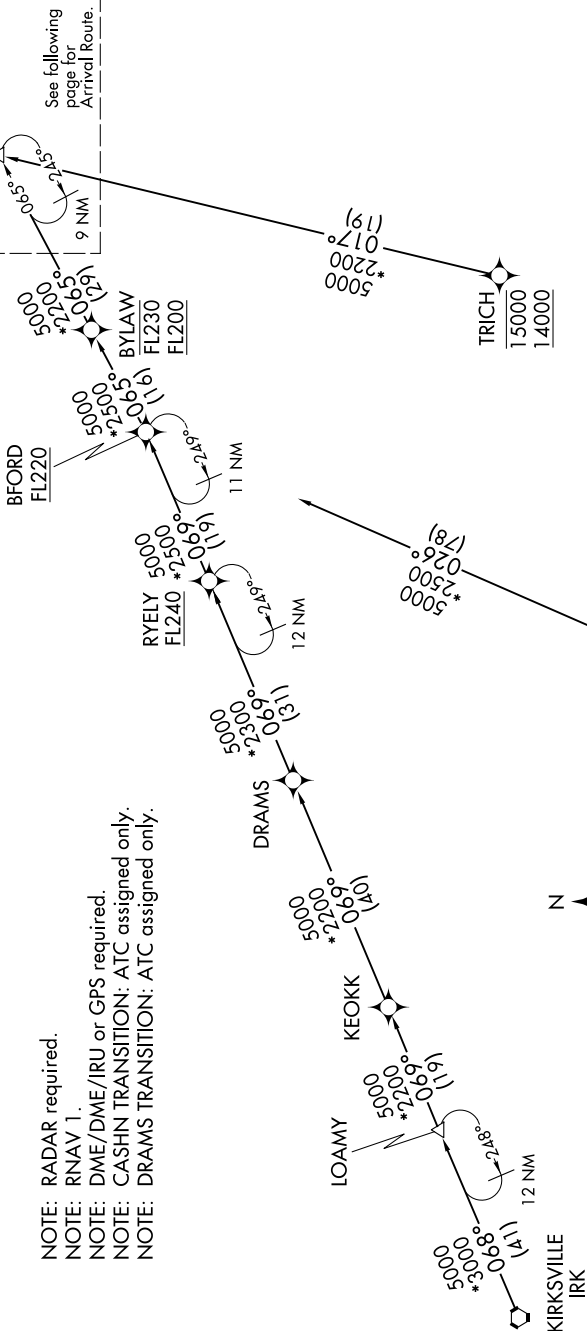 NOTE: RADAR required.
NOTE: RNAV 1.
NOTE: DME/DME/IRU or GPS required.
NOTE: CASHN TRANSITION: ATC assigned only.
NOTE: DRAMS TRANSITION: ATC assigned only.
See following
page for
Arrival Route.
065°
245°
9 NM
5000
*2200
065°
(29)
BYLAW
FL230
FL200
5000
*2500
065°
(16)
BFORD
FL220
249°
11 NM
5000
*2500
069°
(19)
RYELY
FL240
249°
12 NM
5000
*2300
069°
(31)
DRAMS
5000
*2200
069°
(40)
KEOKK
5000
*2200
069°
(19)
LOAMY
248°
12 NM
5000
*3000
068°
(41)
KIRKSVILLE
IRK
5000
*2200
017°
(19)
TRICH
15000
14000
5000
*2500
026°
(78)
N